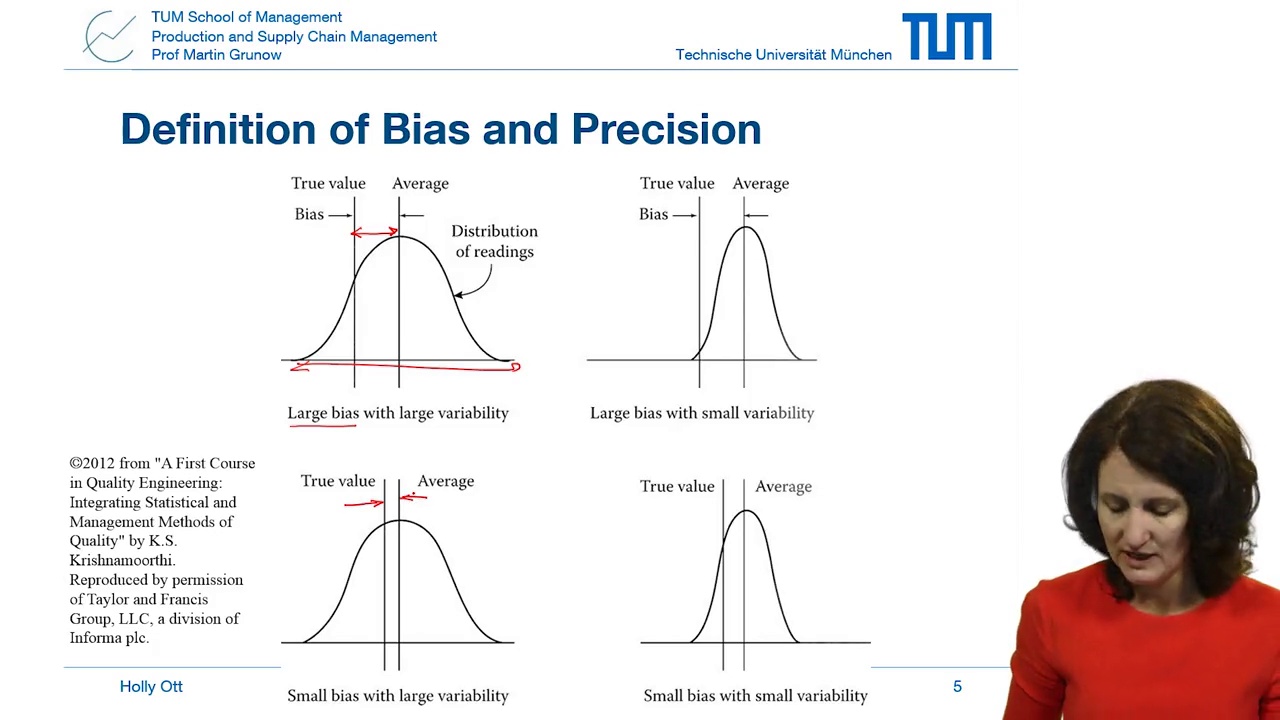 TUM School of Management
Production and Supply Chain Management
Prof Martin Grunow
Technische Universität München
TUM
Definition of Bias and Precision
True value Average
Bias
Distribution
of readings
Large bias with large variability
True value Average
Bias
Large bias with small variability
©2012 from "A First Course
in Quality Engineering:
Integrating Statistical and
Management Methods of
Quality" by K.S.
Krishnamoorthi.
Reproduced by permission
of Taylor and Francis
Group, LLC, a division of
Informa plc.
True value Average
Small bias with large variability
True value Average
Small bias with small variability
Holly Ott
5